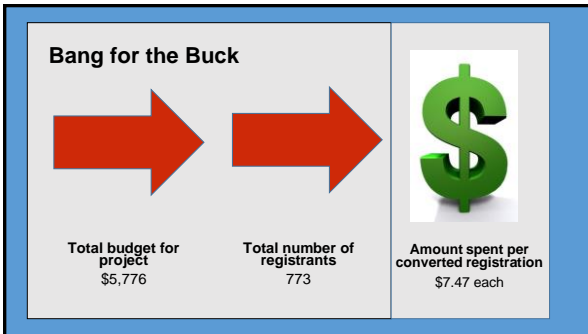 Bang for the Buck
Total budget for
project
$5,776
Total number of
registrants
773
Amount spent per
converted registration
$7.47 each